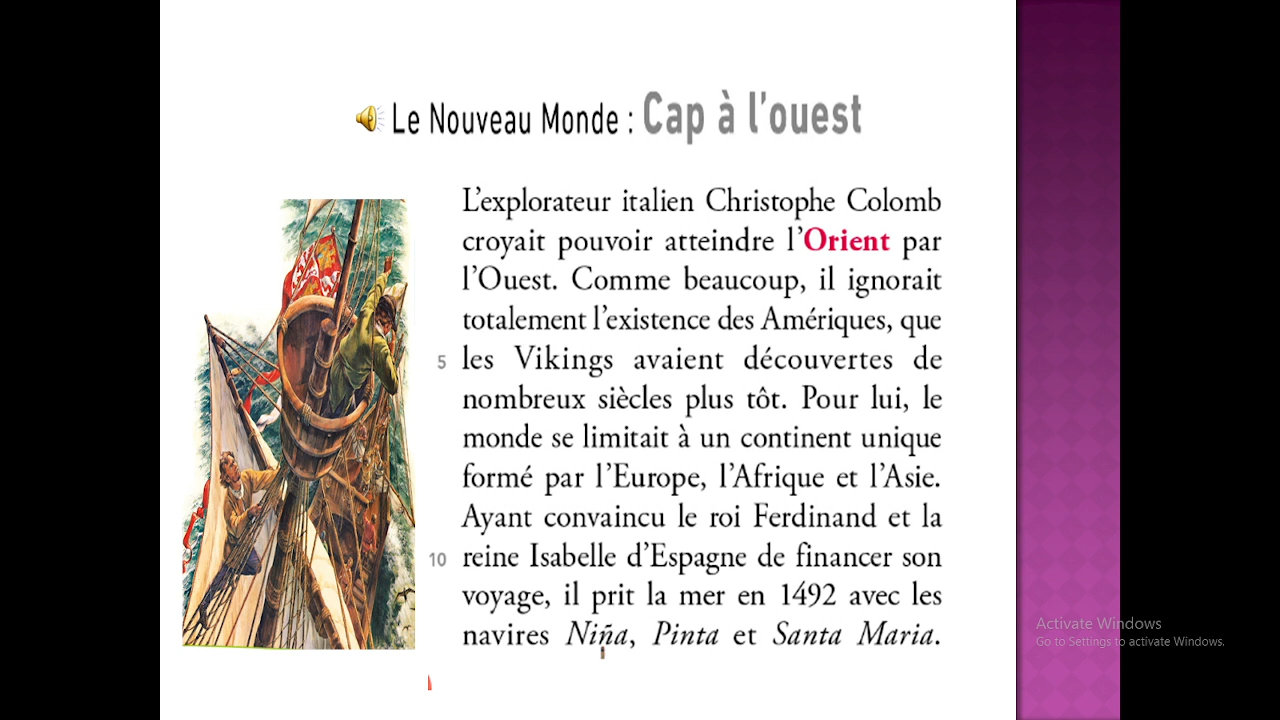 Le Nouveau Monde : Cap à l'ouest
L'explorateur italien Christophe Colomb
croyait pouvoir atteindre l'Orient par
l'Ouest. Comme beaucoup, il ignorait
totalement l'existence des Amériques, que
5 les Vikings avaient découvertes de
nombreux siècles plus tôt. Pour lui, le
monde se limitait à un continent unique
formé par l'Europe, l'Afrique et l'Asie.
Ayant convaincu le roi Ferdinand et la
10 reine Isabelle d'Espagne de financer son
voyage, il prit la mer en 1492 avec les
navires Niña, Pinta et Santa Maria.
Activate Windows
Go to Settings to activate Windows.